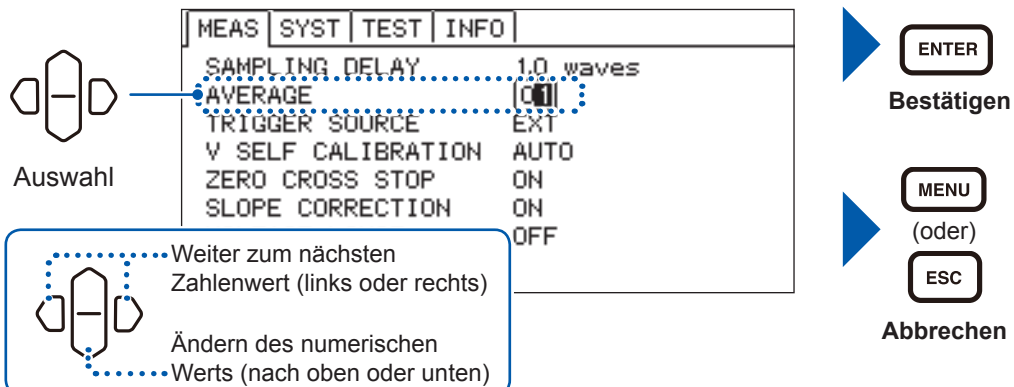 MEAS SYST TEST INFO
SAMPLING DELAY 1.0 waves
AVERAGE 01
TRIGGER SOURCE EXT
V SELF CALIBRATION AUTO
ZERO CROSS STOP ON
SLOPE CORRECTION ON
OFF
Auswahl
Weiter zum nächsten
Zahlenwert (links oder rechts)
Ändern des numerischen
Werts (nach oben oder unten)
ENTER
Bestätigen
MENU
(oder)
ESC
Abbrechen